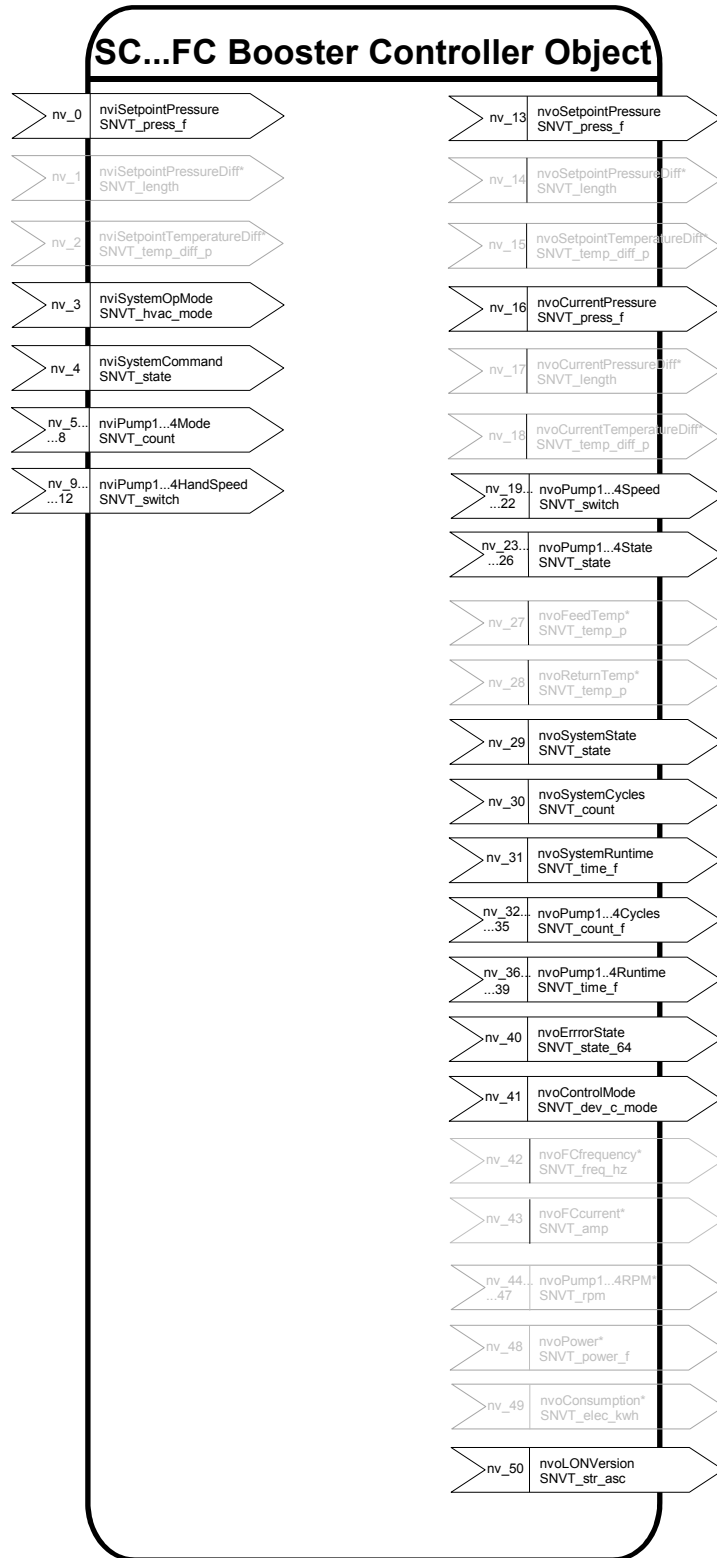 SC...FC Booster Controller Object
nv_0
nviSetpointPressure
SNVT_press_f
nv_1
nviSetpointPressureDiff*
SNVT_length
nv_2
nviSetpointTemperatureDiff*
SNVT_temp_diff_p
nv_3
nviSystemOpMode
SNVT_hvac_mode
nv_4
nviSystemCommand
SNVT_state
nv_5...
...8
nviPump1...4Mode
SNVT_count
nv_9...
...12
nviPump1...4HandSpeed
SNVT_switch
nv_13
nvoSetpointPressure
SNVT_press_f
nv_14
nvoSetpointPressureDiff*
SNVT_length
nv_15
nvoSetpointTemperatureDiff*
SNVT_temp_diff_p
nv_16
nvoCurrentPressure
SNVT_press_f
nv_17
nvoCurrentPressureDiff*
SNVT_length
nv_18
nvoCurrentTemperatureDiff*
SNVT_temp_diff_p
nv_19...
...22
nvoPump1...4Speed
SNVT_switch
nv_23...
...26
nvoPump1...4State
SNVT_state
nv_27
nvoFeedTemp*
SNVT_temp_p
nv_28
nvoReturnTemp*
SNVT_temp_p
nv_29
nvoSystemState
SNVT_state
nv_30
nvoSystemCycles
SNVT_count
nv_31
nvoSystemRuntime
SNVT_time_f
nv_32...
...35
nvoPump1...4Cycles
SNVT_count_f
nv_36...
...39
nvoPump1..4Runtime
SNVT_time_f
nv_40
nvoErrrorState
SNVT_state_64
nv_41
nvoControlMode
SNVT_dev_c_mode
nv_42
nvoFCfrequency*
SNVT_freq_hz
nv_43
nvoFCcurrent*
SNVT_amp
nv_44...
...47
nvoPump1...4RPM*
SNVT_rpm
nv_48
nvoPower*
SNVT_power_f
nv_49
nvoConsumption*
SNVT_elec_kwh
nv_50
nvoLONVersion
SNVT_str_asc